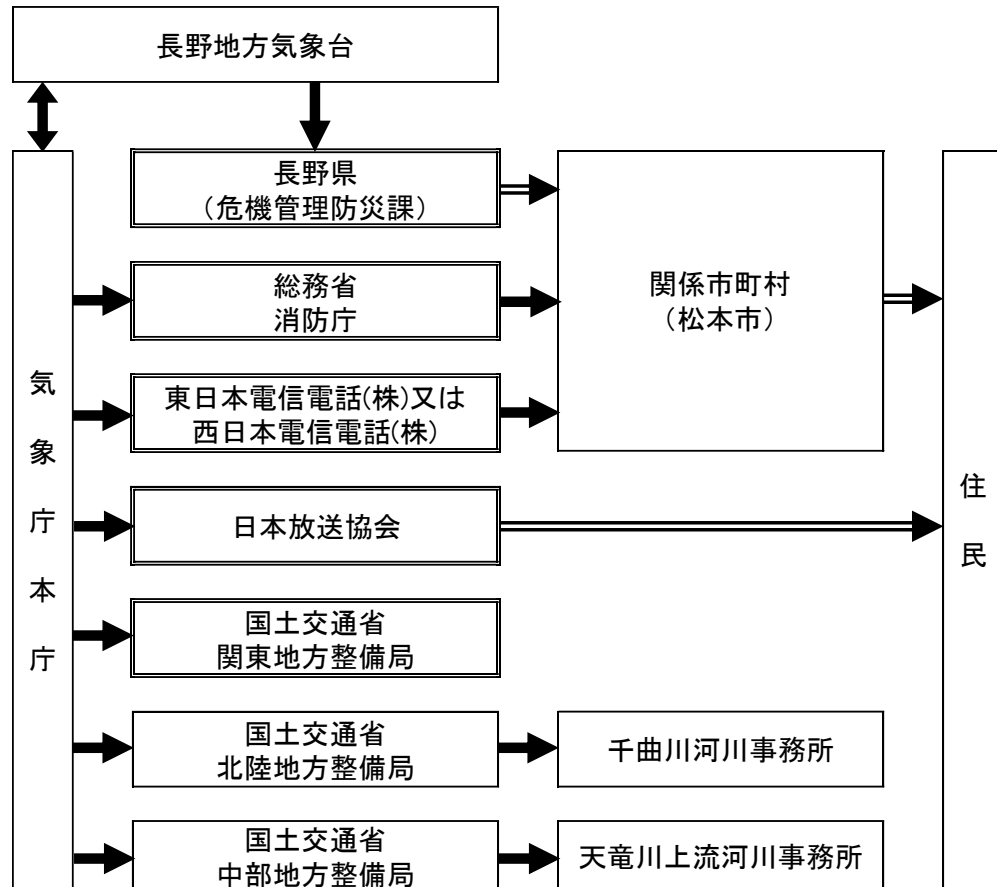 長野地方気象台
長野県
（危機管理防災課）
総務省
消防庁
関係市町村
（松本市）
東日本電信電話(株)又は
西日本電信電話(株)
気象庁本庁
日本放送協会
住民
国土交通省
関東地方整備局
国土交通省
北陸地方整備局
千曲川河川事務所
国土交通省
中部地方整備局
天竜川上流河川事務所